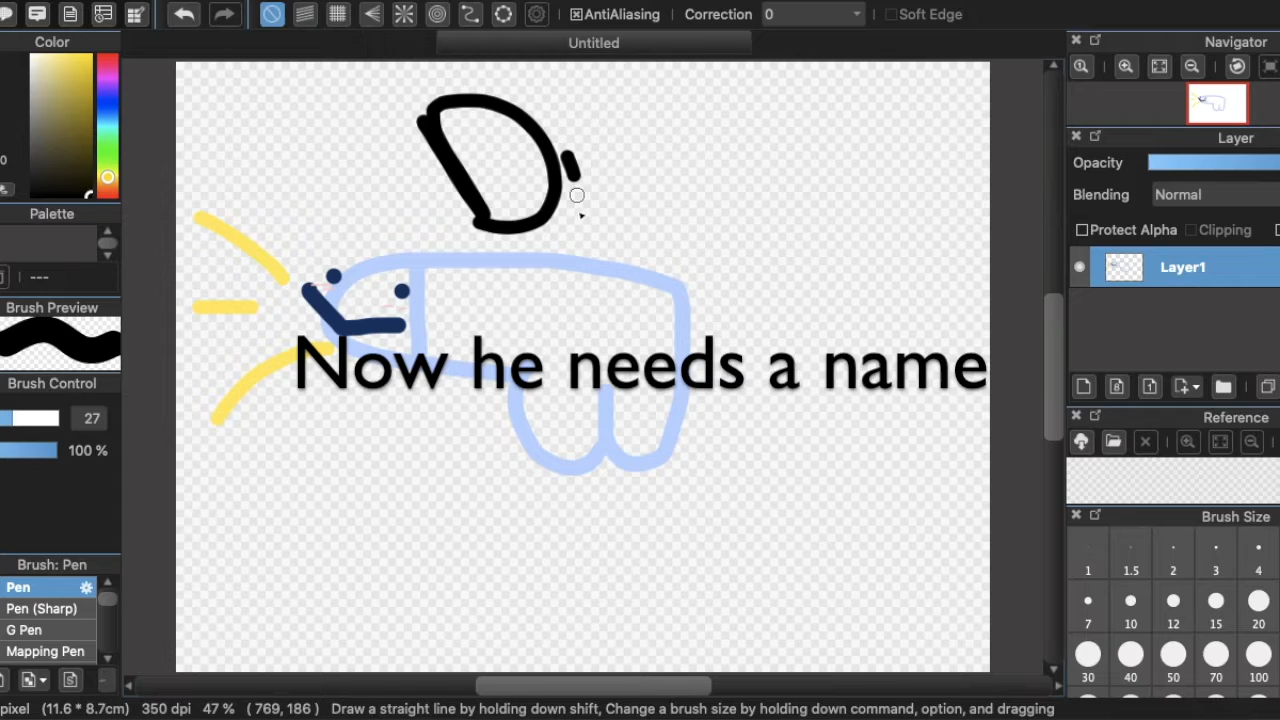 AntiAliasing Correction 0 Soft Edge
Color
Untitled
Navigator
0
Palette
---
Brush Preview
Brush Control
27
100 %
Brush: Pen
Pen
Pen (Sharp)
G Pen
Mapping Pen
D
Now he needs a name
Layer
Opacity
Blending Normal
Protect Alpha Clipping
Layer1
Reference
Brush Size
1 1.5 2 3 4
7 10 12 15 20
30 40 50 70 100
pixel (11.6 * 8.7cm) 350 dpi 47 % ( 769, 186 ) Draw a straight line by holding down shift, Change a brush size by holding down command, option, and dragging